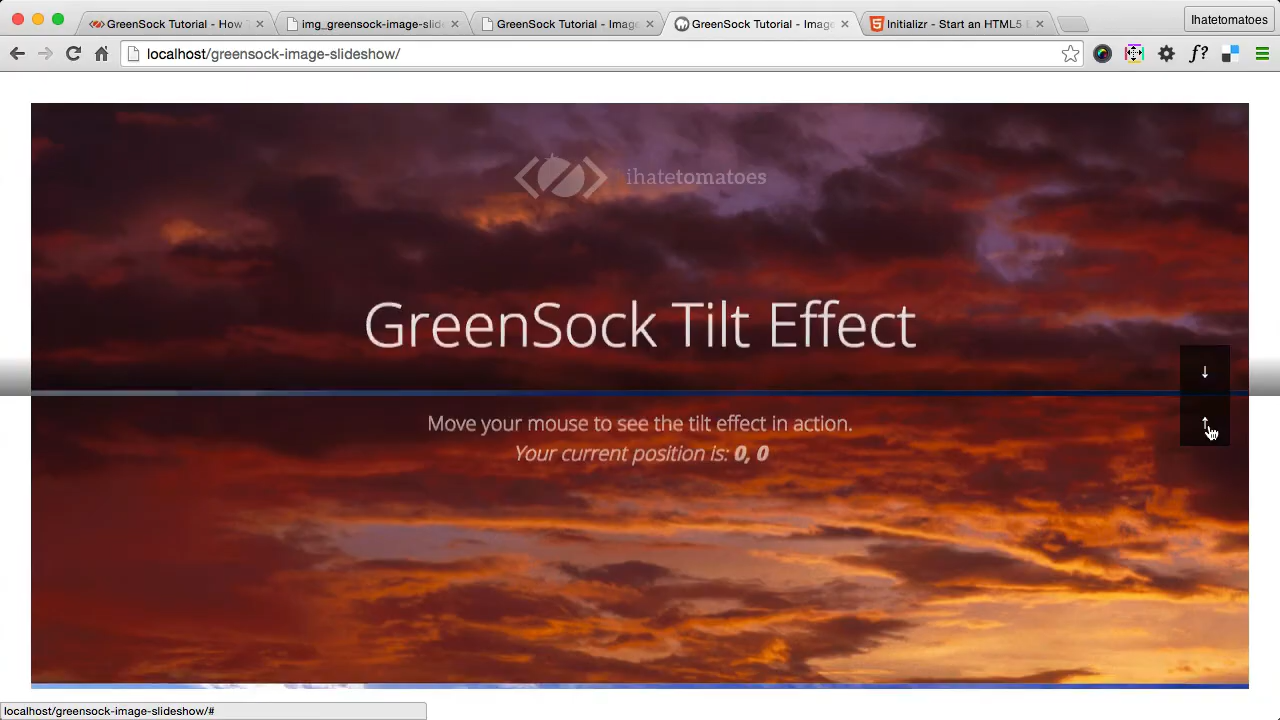 GreenSock Tutorial - How
img_greensock-image-slid
GreenSock Tutorial - Imag
GreenSock Tutorial - Imag
Initializr - Start an HTML5
Ihatetomatoes
localhost/greensock-image-slideshow/
f?
ihatetomatoes
GreenSock Tilt Effect
↓
Move your mouse to see the tilt effect in action.
↑
Your current position is: 0, 0
localhost/greensock-image-slideshow/#